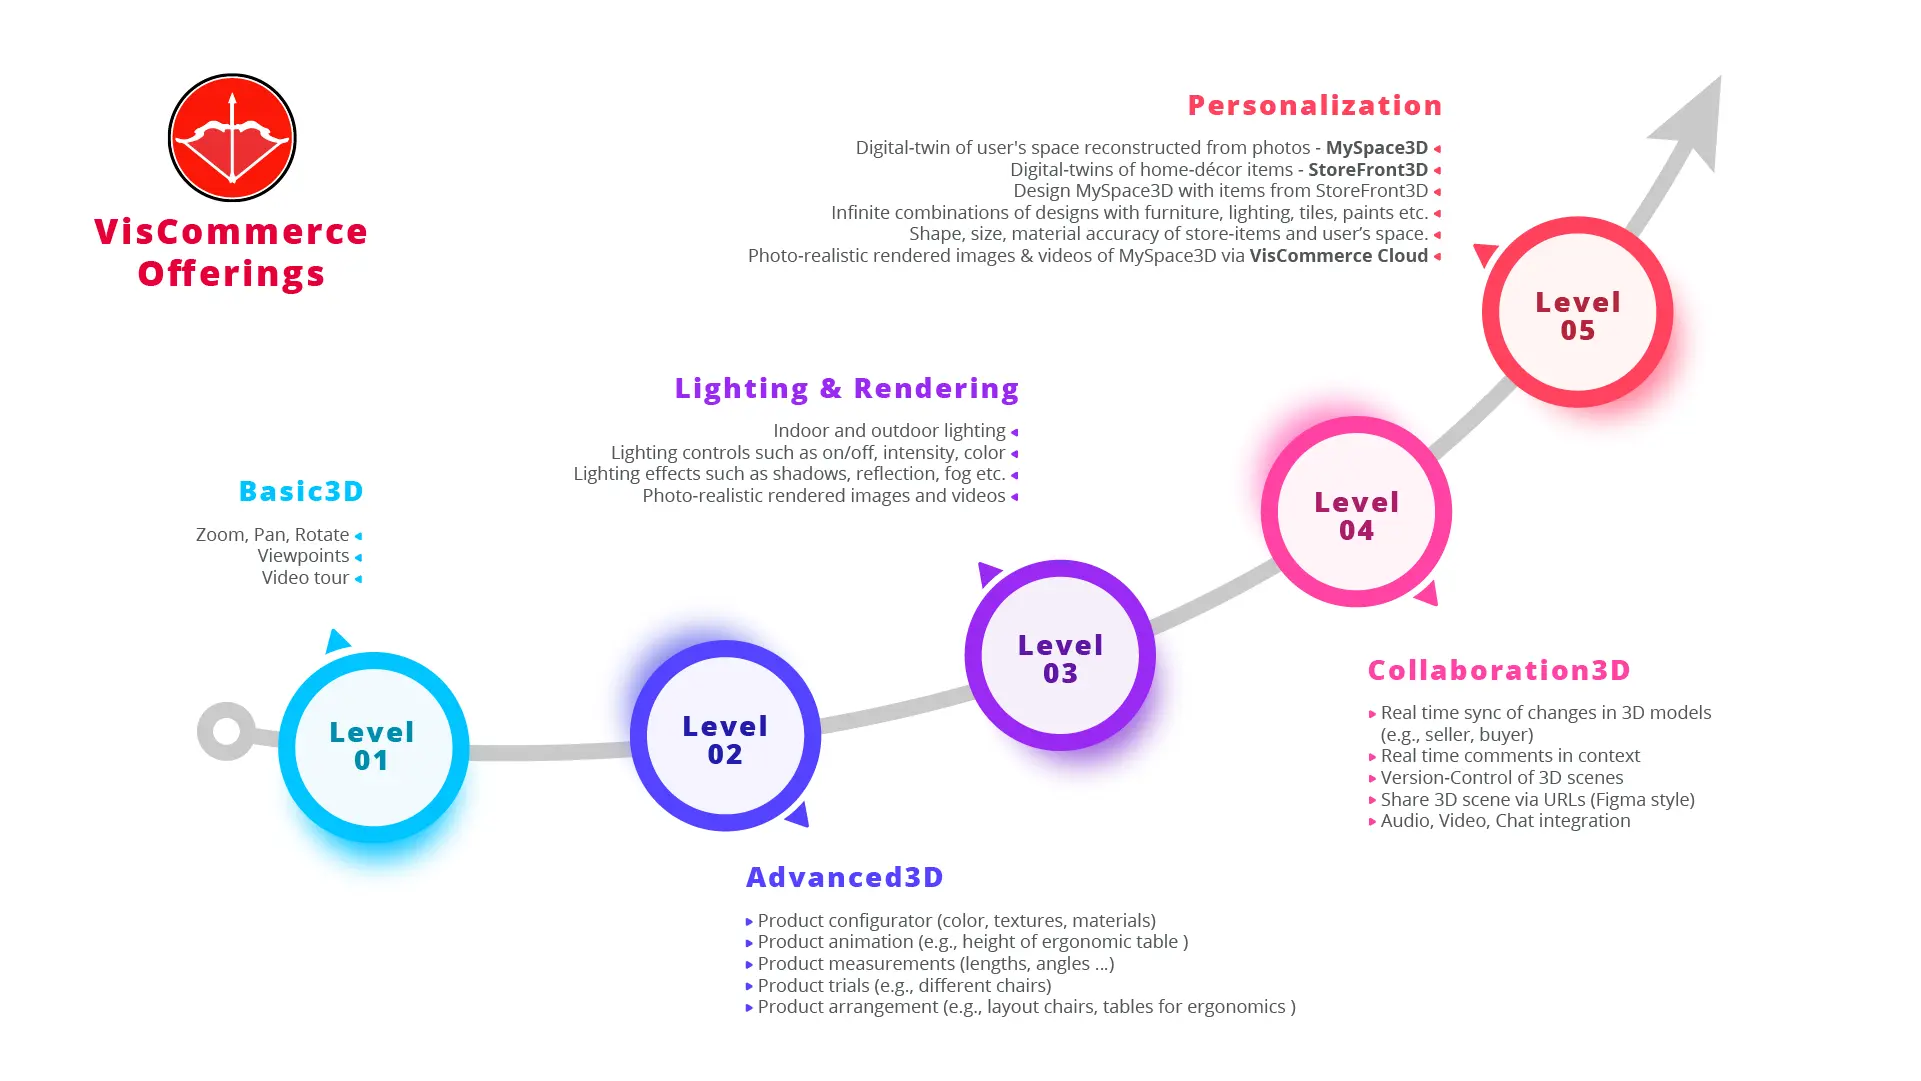 VisCommerce
Offerings
Basic3D
Zoom, Pan, Rotate
Viewpoints
Video tour
Level
01
Level
02
Advanced3D
Product configurator (color, textures, materials)
Product animation (e.g., height of ergonomic table )
Product measurements (lengths, angles ...)
Product trials (e.g., different chairs)
Product arrangement (e.g., layout chairs, tables for ergonomics )
Lighting & Rendering
Indoor and outdoor lighting
Lighting controls such as on/off, intensity, color
Lighting effects such as shadows, reflection, fog etc.
Photo-realistic rendered images and videos
Level
03
Level
04
Collaboration3D
Real time sync of changes in 3D models
(e.g., seller, buyer)
Real time comments in context
Version-Control of 3D scenes
Share 3D scene via URLs (Figma style)
Audio, Video, Chat integration
Personalization
Digital-twin of user's space reconstructed from photos - MySpace3D
Digital-twins of home-décor items - StoreFront3D
Design MySpace3D with items from StoreFront3D
Infinite combinations of designs with furniture, lighting, tiles, paints etc.
Shape, size, material accuracy of store-items and user’s space.
Photo-realistic rendered images & videos of MySpace3D via VisCommerce Cloud
Level
05